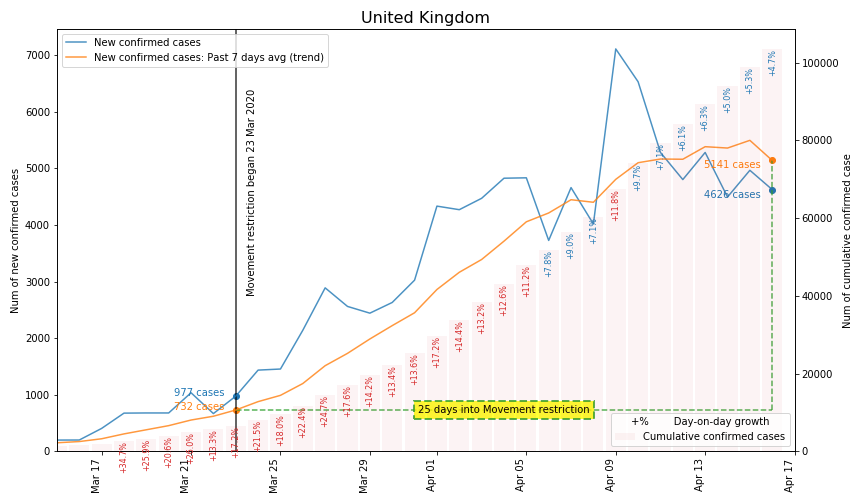 United Kingdom
New confirmed cases
New confirmed cases: Past 7 days avg (trend)
Num of new confirmed cases
7000
6000
5000
4000
3000
2000
1000
0
100000
80000
60000
40000
20000
0
Num of cumulative confirmed case
Movement restriction began 23 Mar 2020
977 cases
732 cases
5141 cases
4626 cases
25 days into Movement restriction
+34.7%
+25.9%
+20.6%
+24.0%
+13.3%
+17.2%
+21.5%
+18.0%
+22.4%
+24.7%
+17.6%
+14.2%
+13.4%
+13.6%
+17.2%
+14.4%
+13.2%
+12.6%
+11.2%
+7.8%
+9.0%
+7.1%
+11.8%
+9.7%
+7.1%
+6.1%
+6.3%
+5.0%
+5.3%
+4.7%
+% Day-on-day growth
Cumulative confirmed cases
Mar 17
Mar 21
Mar 25
Mar 29
Apr 01
Apr 05
Apr 09
Apr 13
Apr 17